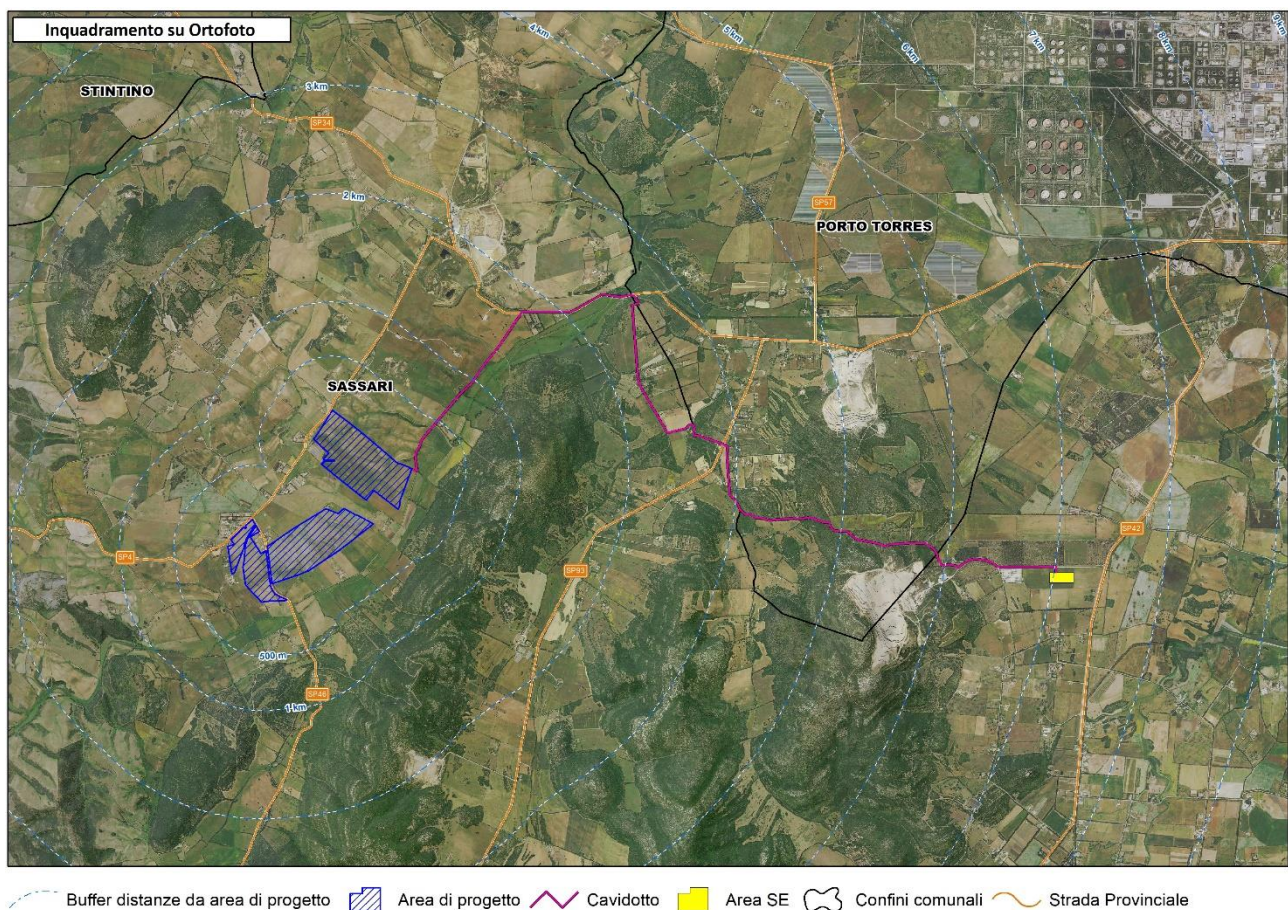 Inquadramento su Ortofoto
STINTINO
3 km
4 km
5 km
6 km
7 km
8 km
9 km
SP34
2 km
SP57
PORTO TORRES
SASSARI
SP42
SP4
SP93
500 m
SP46
1 km
Buffer distanze da area di progetto
Area di progetto
Cavidotto
Area SE
Confini comunali
Strada Provinciale